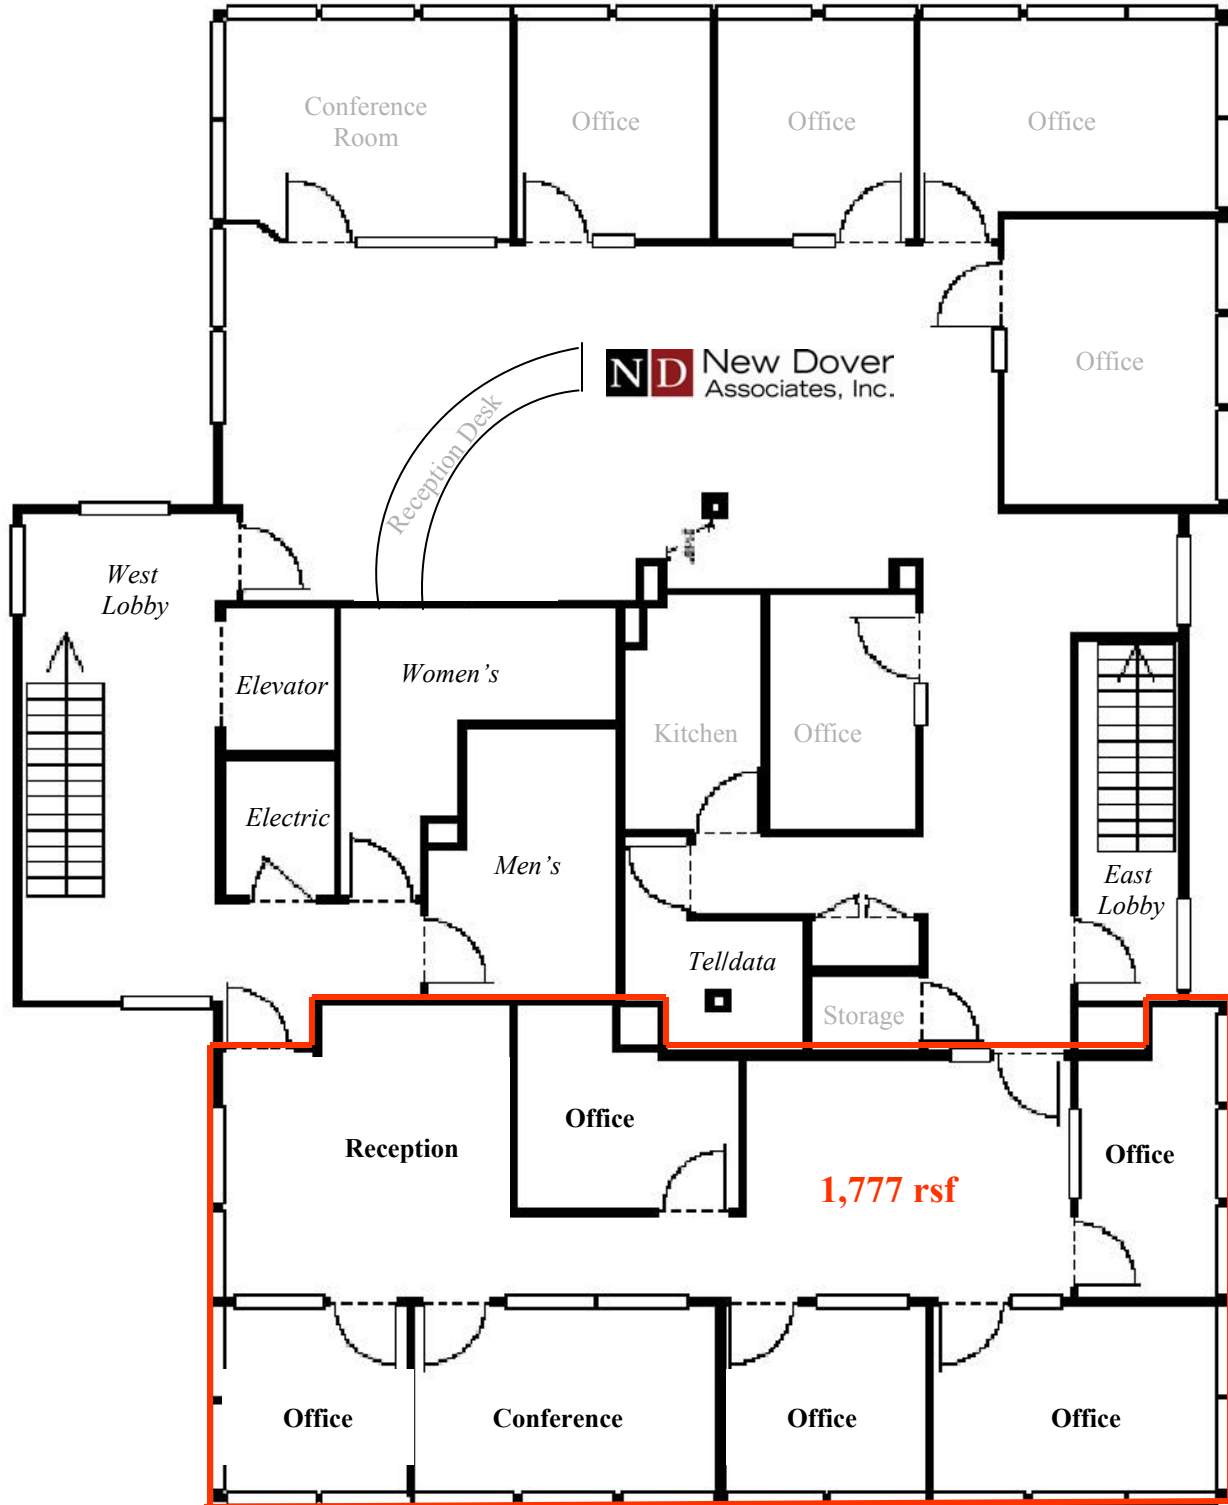 Conference
Room
Office
Office
Office
Office
ND New Dover
Associates, Inc.
Reception Desk
West
Lobby
Elevator
Women's
Kitchen
Office
Electric
Men's
East
Lobby
Tel/data
Storage
Reception
Office
1,777 rsf
Office
Office
Conference
Office
Office